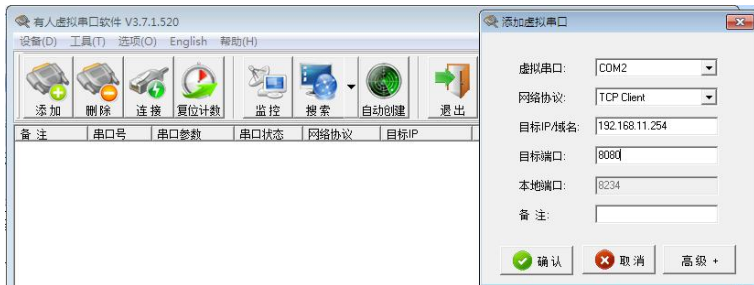 有人虚拟串口软件 V3.7.1.520
设备(D) 工具(T) 选项(O) English 帮助(H)
添加 删除 连接 复位计数 监控 搜索 自动创建 退出
备 注 串口号 串口参数 串口状态 网络协议 目标IP
添加虚拟串口
虚拟串口: COM2
网络协议: TCP Client
目标IP/域名: 192.168.11.254
目标端口: 8080
本地端口: 8234
备 注:
确认 取消 高级 +